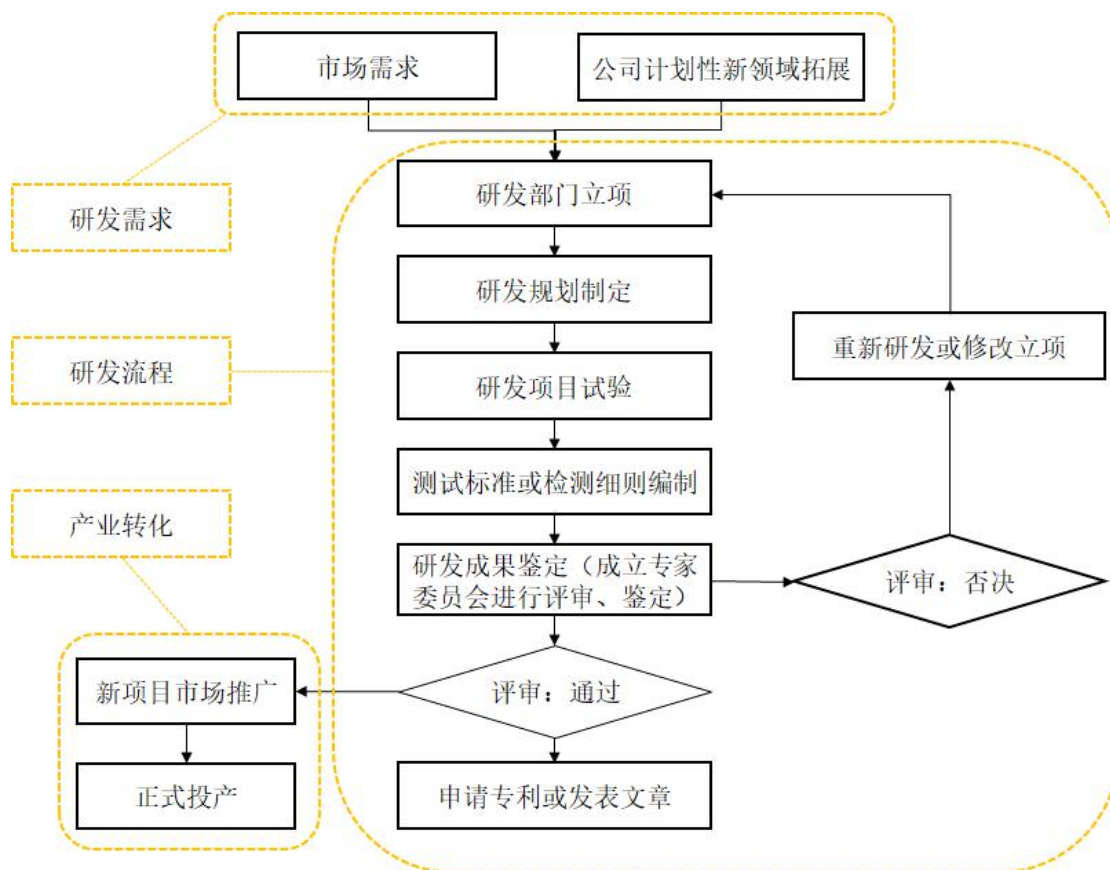 市场需求
公司计划性新领域拓展
研发部门立项
研发需求
研发规划制定
重新研发或修改立项
研发流程
研发项目试验
测试标准或检测细则编制
产业转化
研发成果鉴定（成立专家
委员会进行评审、鉴定）
评审：否决
新项目市场推广
评审：通过
正式投产
申请专利或发表文章